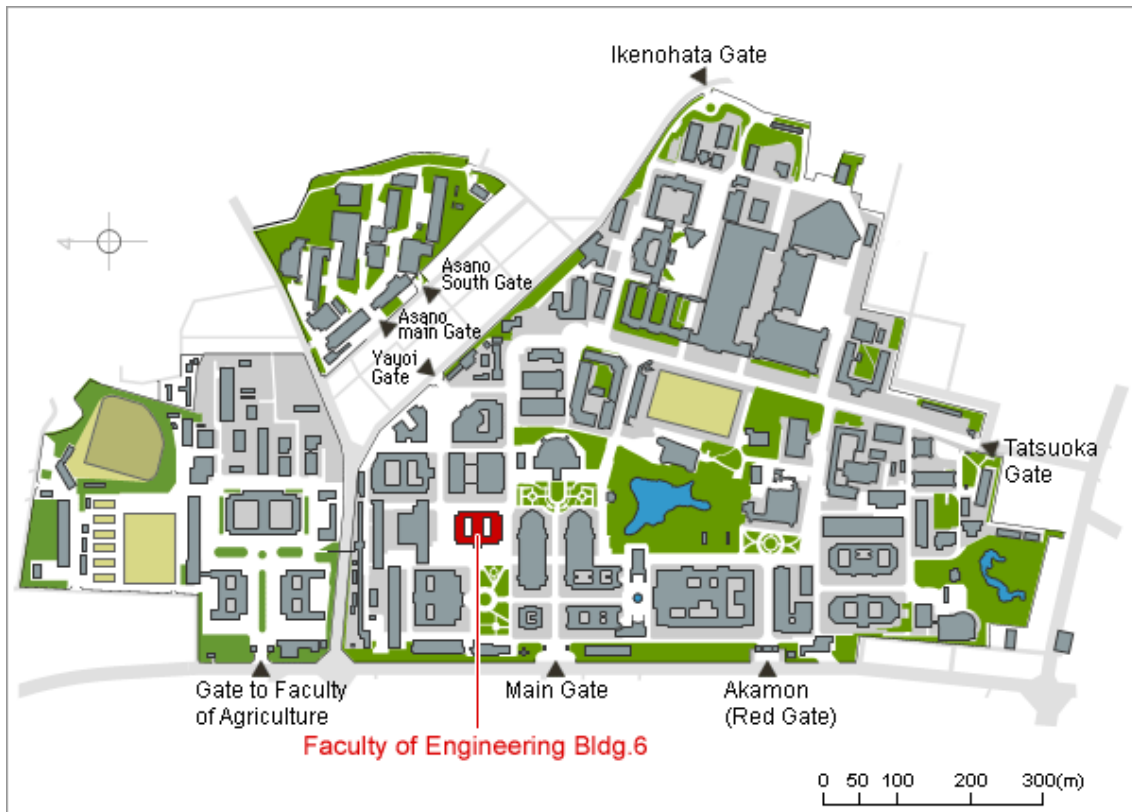 Ikenohata Gate
Asano
South Gate
Asano
main Gate
Yayoi
Gate
Tatsuoka
Gate
Gate to Faculty
of Agriculture
Main Gate
Akamon
(Red Gate)
Faculty of Engineering Bldg.6
0 50 100 200 300(m)